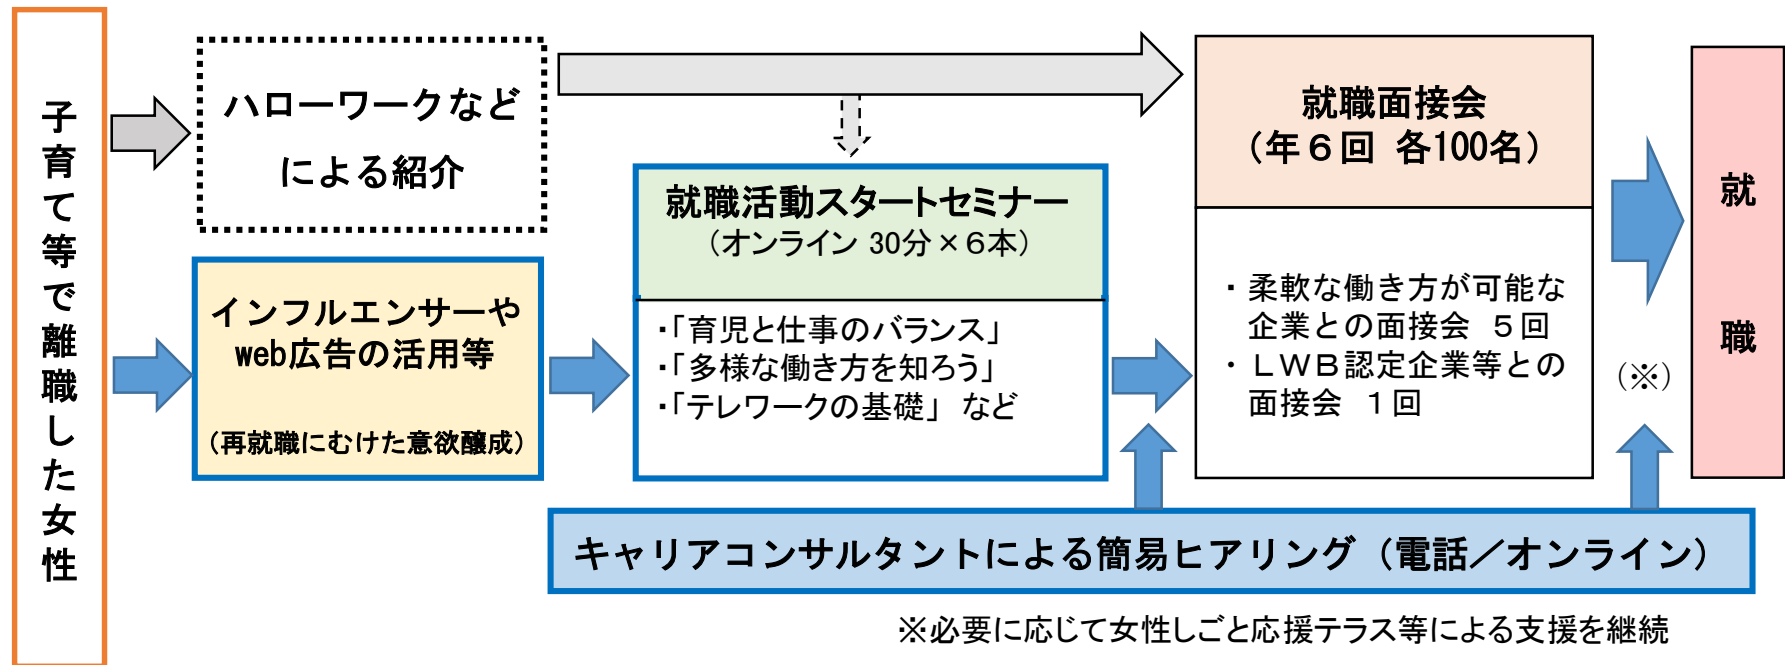 子育て等で離職した女性
ハローワークなど
による紹介
インフルエンサーや
web広告の活用等
（再就職にむけた意欲醸成）
就職活動スタートセミナー
（オンライン 30分×６本）
・「育児と仕事のバランス」
・「多様な働き方を知ろう」
・「テレワークの基礎」 など
就職面接会
（年６回 各100名）
・柔軟な働き方が可能な
企業との面接会 ５回
・ＬＷＢ認定企業等との
面接会 １回
（※）
就職
キャリアコンサルタントによる簡易ヒアリング（電話／オンライン）
※必要に応じて女性しごと応援テラス等による支援を継続